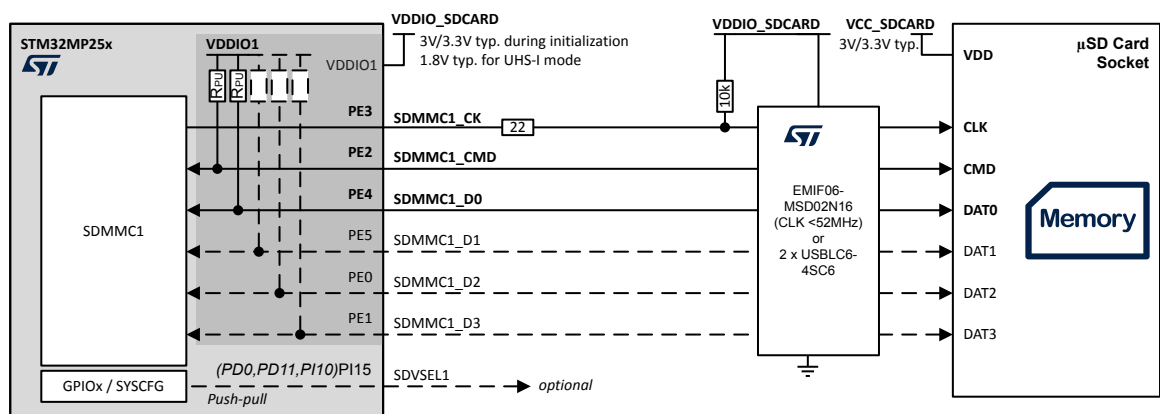 STM32MP25x
VDDIO1
VDDIO1
RPU
RPU
VDDIO_SDCARD
3V/3.3V typ. during initialization
1.8V typ. for UHS-I mode
VDDIO_SDCARD
10k
VCC_SDCARD
3V/3.3V typ.
µSD Card
Socket
VDD
SDMMC1
PE3
SDMMC1_CK
22
CLK
PE2
SDMMC1_CMD
CMD
PE4
SDMMC1_D0
DAT0
PE5
SDMMC1_D1
DAT1
PE0
SDMMC1_D2
DAT2
PE1
SDMMC1_D3
DAT3
ST
EMIF06-
MSD02N16
(CLK <52MHz)
or
2 x USBLC6-
4SC6
Memory
GPIOx / SYSCFG
(PD0,PD11,PI10)PI15
Push-pull
SDVSEL1
optional
ST